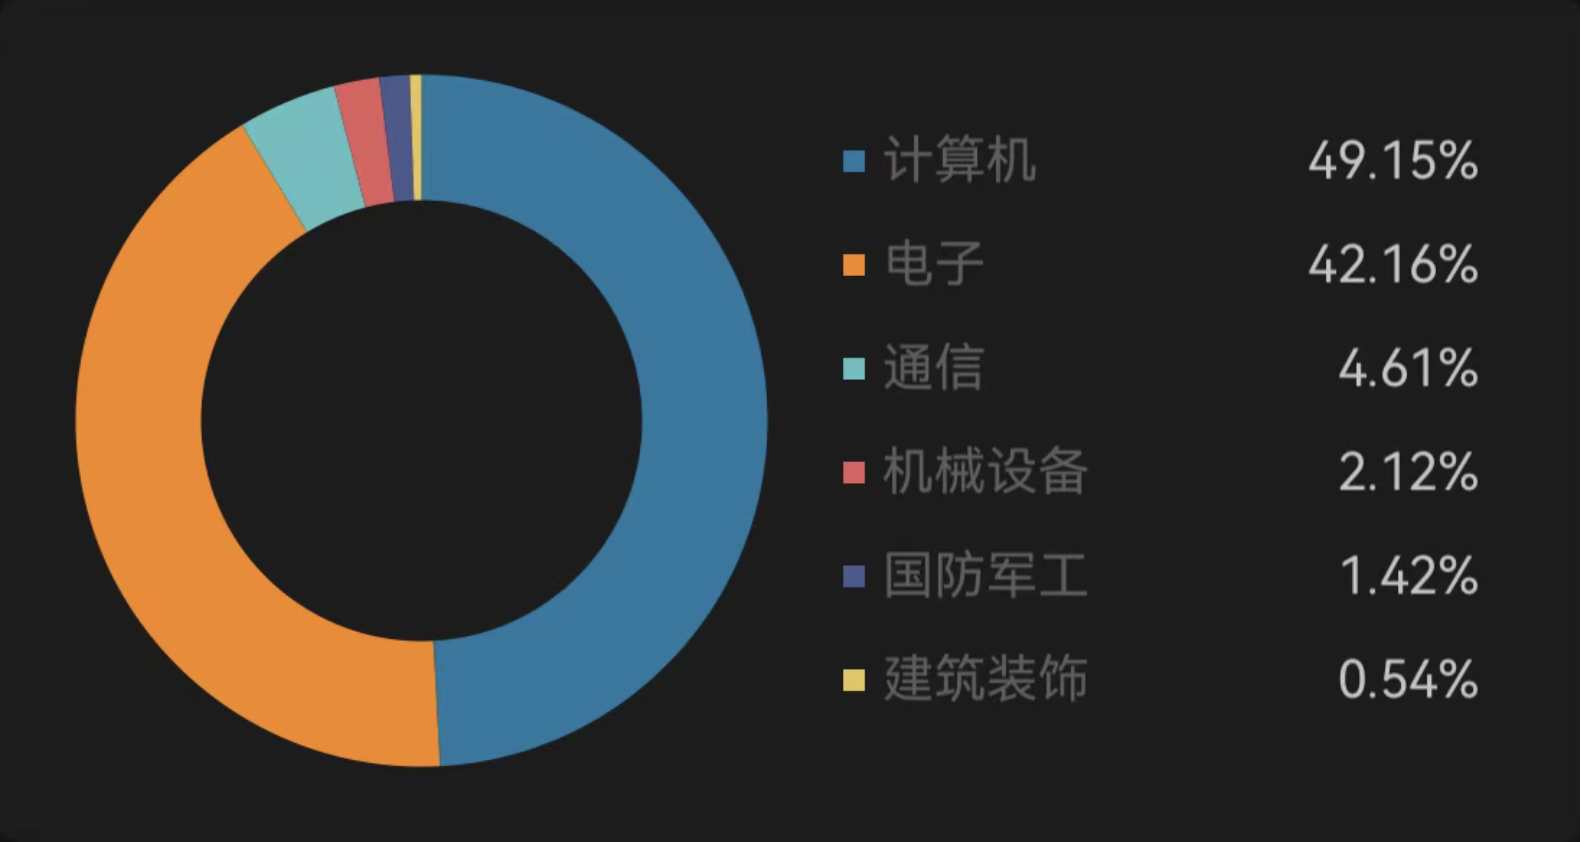 计算机 49.15%
电子 42.16%
通信 4.61%
机械设备 2.12%
国防军工 1.42%
建筑装饰 0.54%